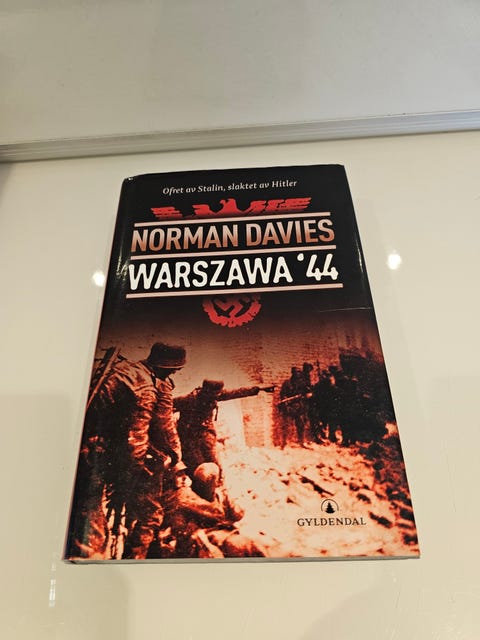 Ofret av Stalin, slaktet av Hitler
NORMAN DAVIES
WARSZAWA '44
GYLDENDAL